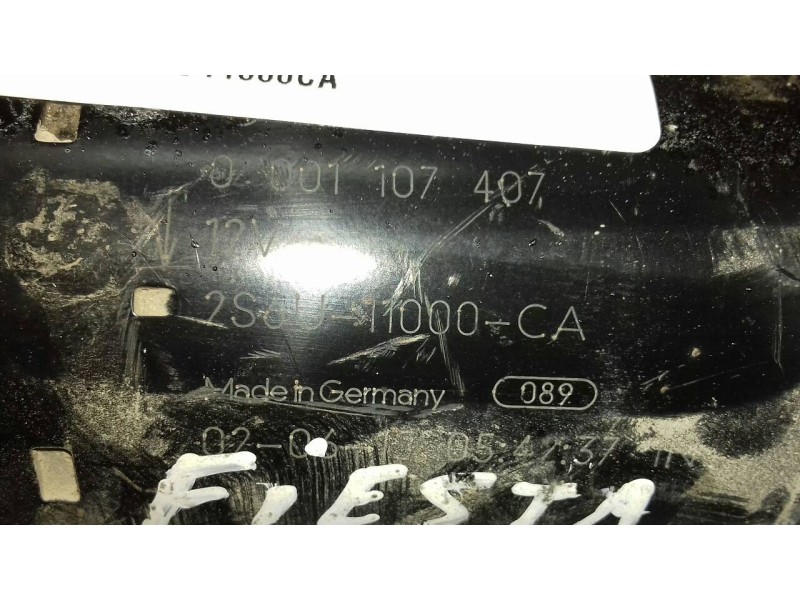 0 001 107 407
12V
2S6U-11000-CA
Made in Germany 089
FIESTA